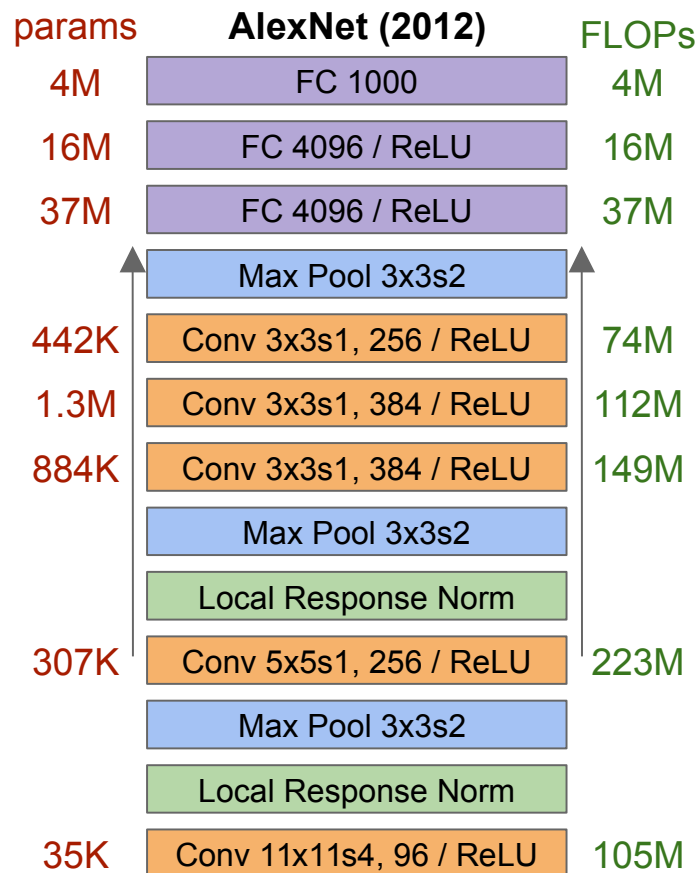 params AlexNet (2012) FLOPs
4M FC 1000 4M
16M FC 4096 / ReLU 16M
37M FC 4096 / ReLU 37M
Max Pool 3x3s2
442K Conv 3x3s1, 256 / ReLU 74M
1.3M Conv 3x3s1, 384 / ReLU 112M
884K Conv 3x3s1, 384 / ReLU 149M
Max Pool 3x3s2
Local Response Norm
307K Conv 5x5s1, 256 / ReLU 223M
Max Pool 3x3s2
Local Response Norm
35K Conv 11x11s4, 96 / ReLU 105M